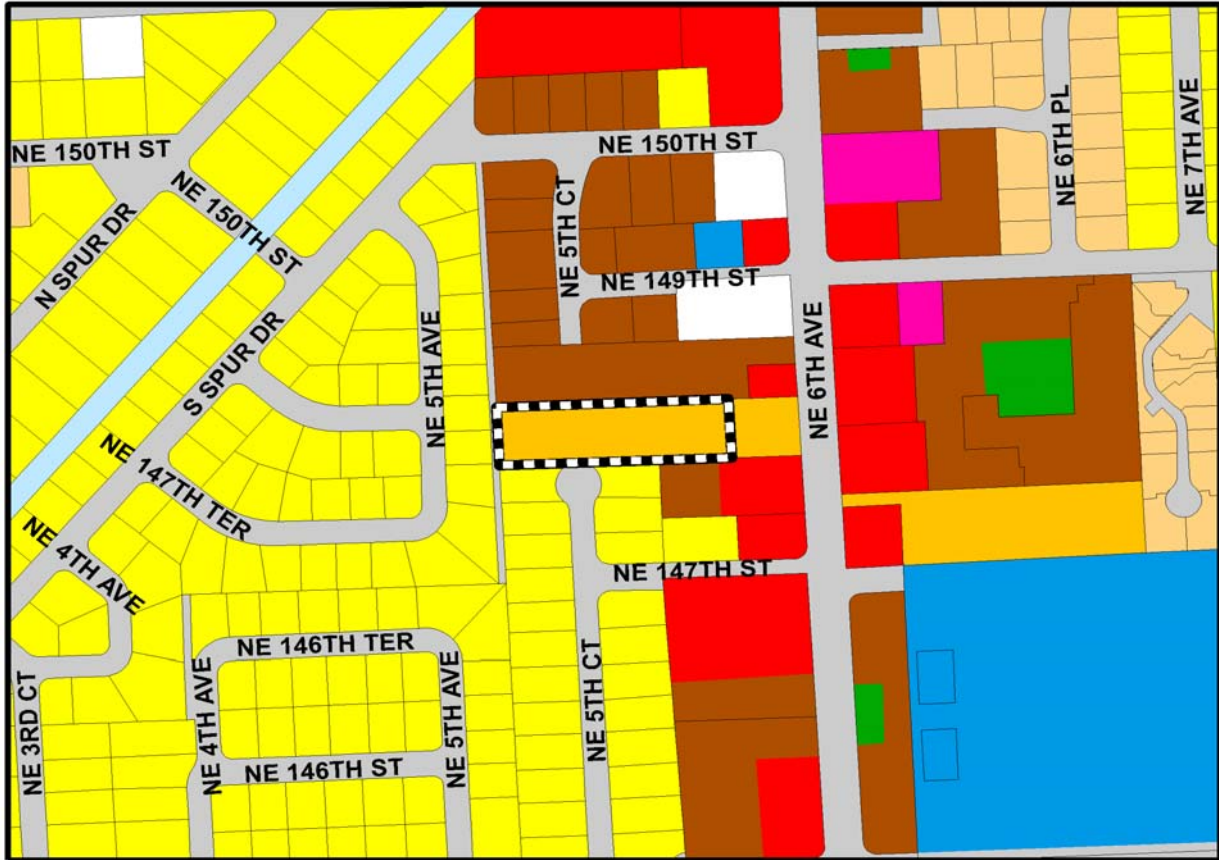 NE 150TH ST
NE 150TH ST
NE 6TH PL
NE 7TH AVE
NE 150TH ST
N SPUR DR
NE 5TH CT
NE 149TH ST
S SPUR DR
NE 5TH AVE
NE 6TH AVE
NE 147TH TER
NE 4TH AVE
NE 147TH ST
NE 146TH TER
NE 3RD CT
NE 4TH AVE
NE 5TH AVE
NE 5TH CT
NE 146TH ST